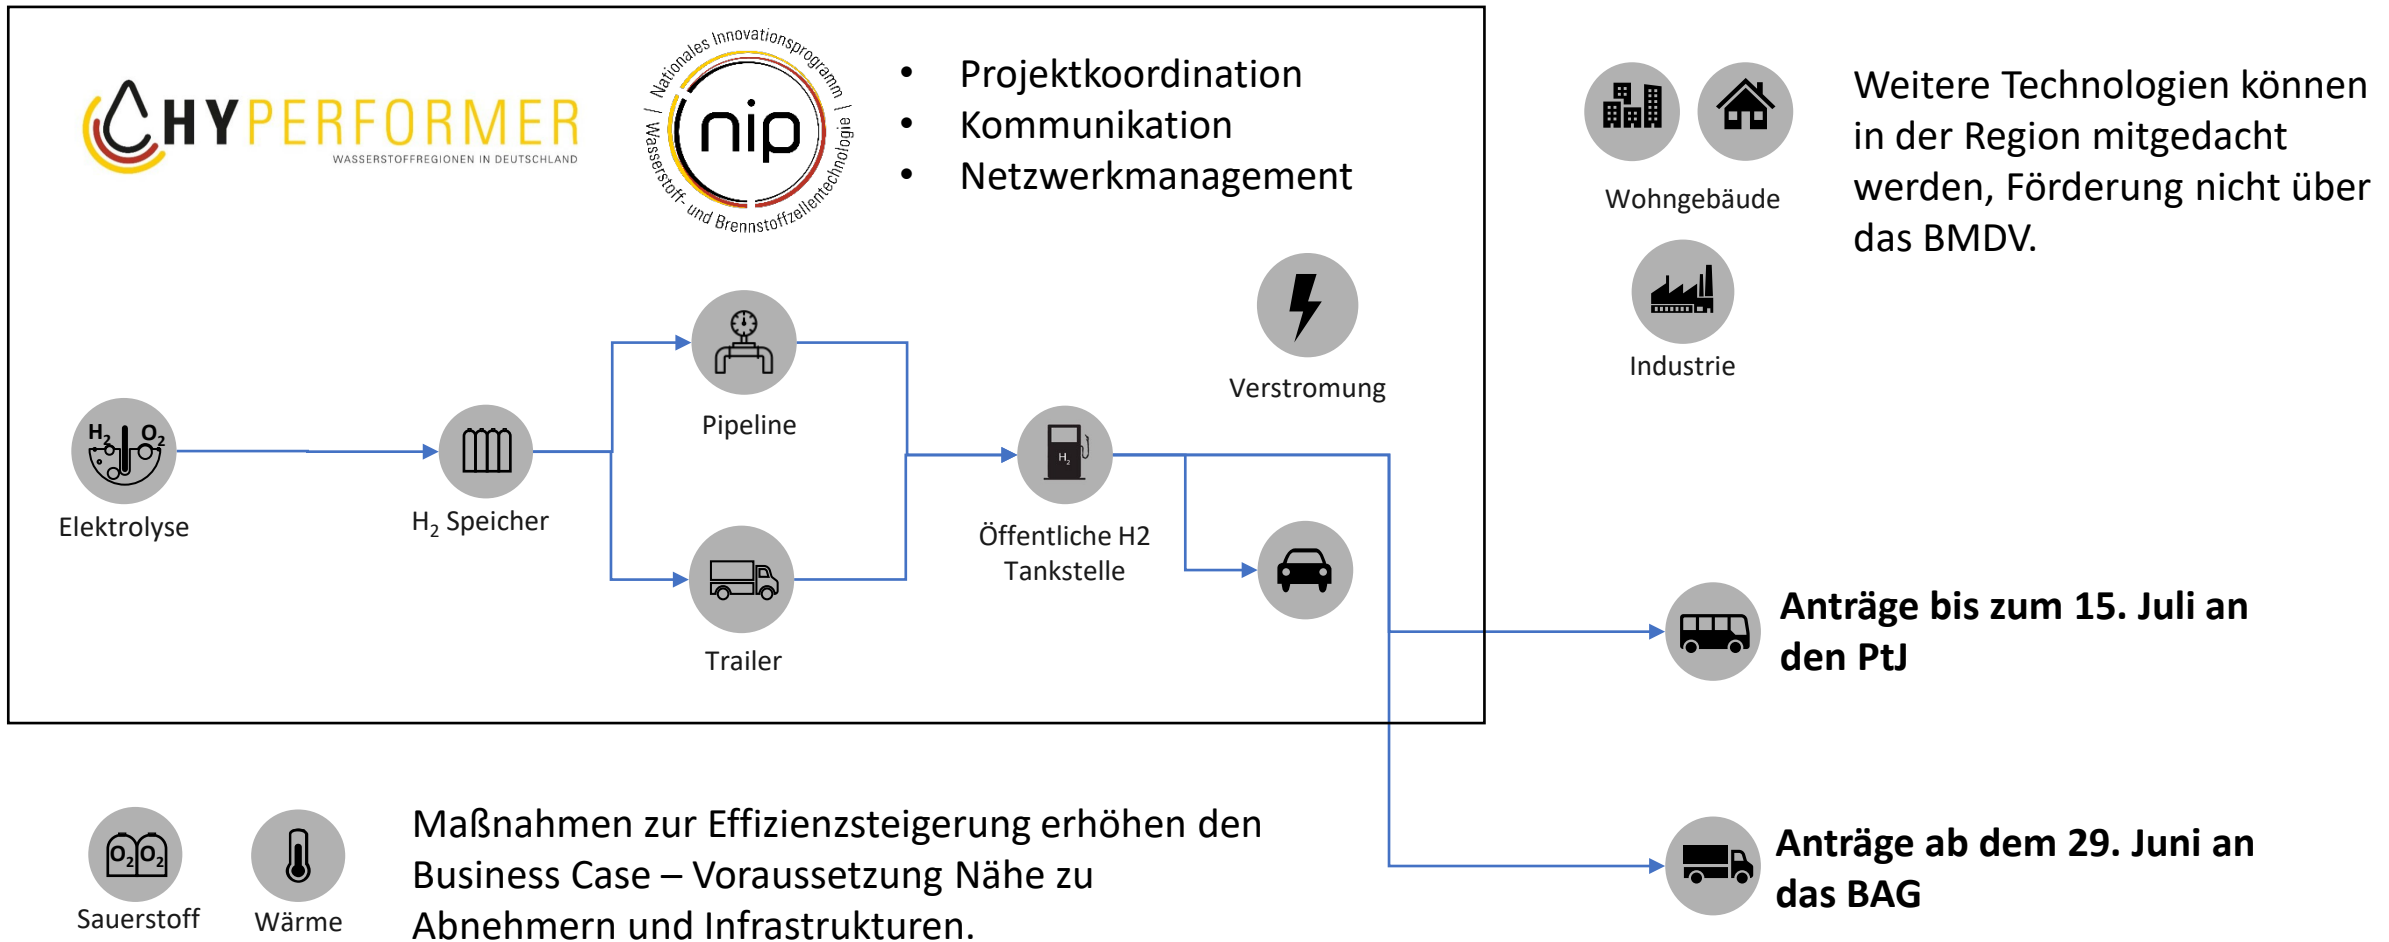 HYPERFORMER
WASSERSTOFFREGIONEN IN DEUTSCHLAND
| Nationales Innovationsprogramm |
Wasserstoff- und Brennstoffzellentechnologie
nip
• Projektkoordination
• Kommunikation
• Netzwerkmanagement
Wohngebäude
Weitere Technologien können
in der Region mitgedacht
werden, Förderung nicht über
das BMDV.
Industrie
Verstromung
Pipeline
H₂ O₂
Elektrolyse
H₂ Speicher
H₂
Öffentliche H2
Tankstelle
Trailer
Anträge bis zum 15. Juli an
den PtJ
Anträge ab dem 29. Juni an
das BAG
O₂ O₂
Sauerstoff
Wärme
Maßnahmen zur Effizienzsteigerung erhöhen den
Business Case – Voraussetzung Nähe zu
Abnehmern und Infrastrukturen.